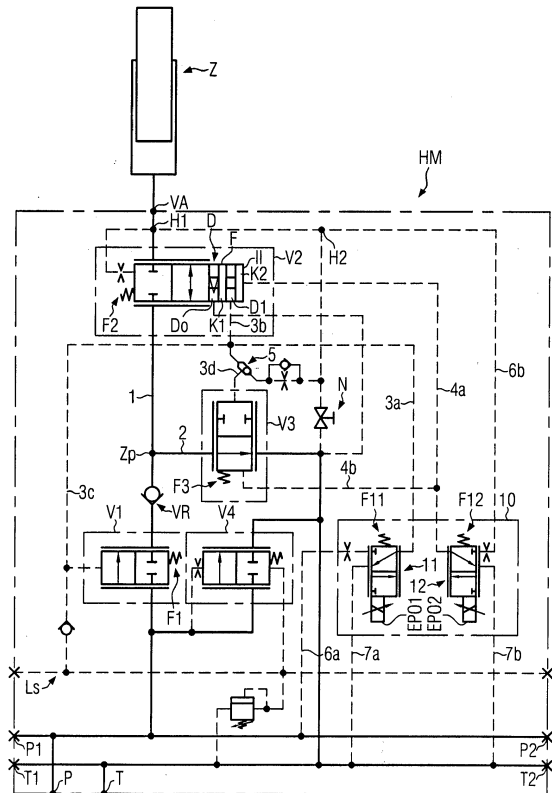 Z
HM
VA
H1
D
F
II
V2
H2
K2
F2
Do
K1
D1
3b
5
1
3d
N
3a
4a
6b
2
V3
Zp
F3
4b
3c
VR
F11
F12
10
V1
V4
11
12
F1
EP01
EP02
6a
7a
7b
Ls
P1
P2
T1
P
T
T2